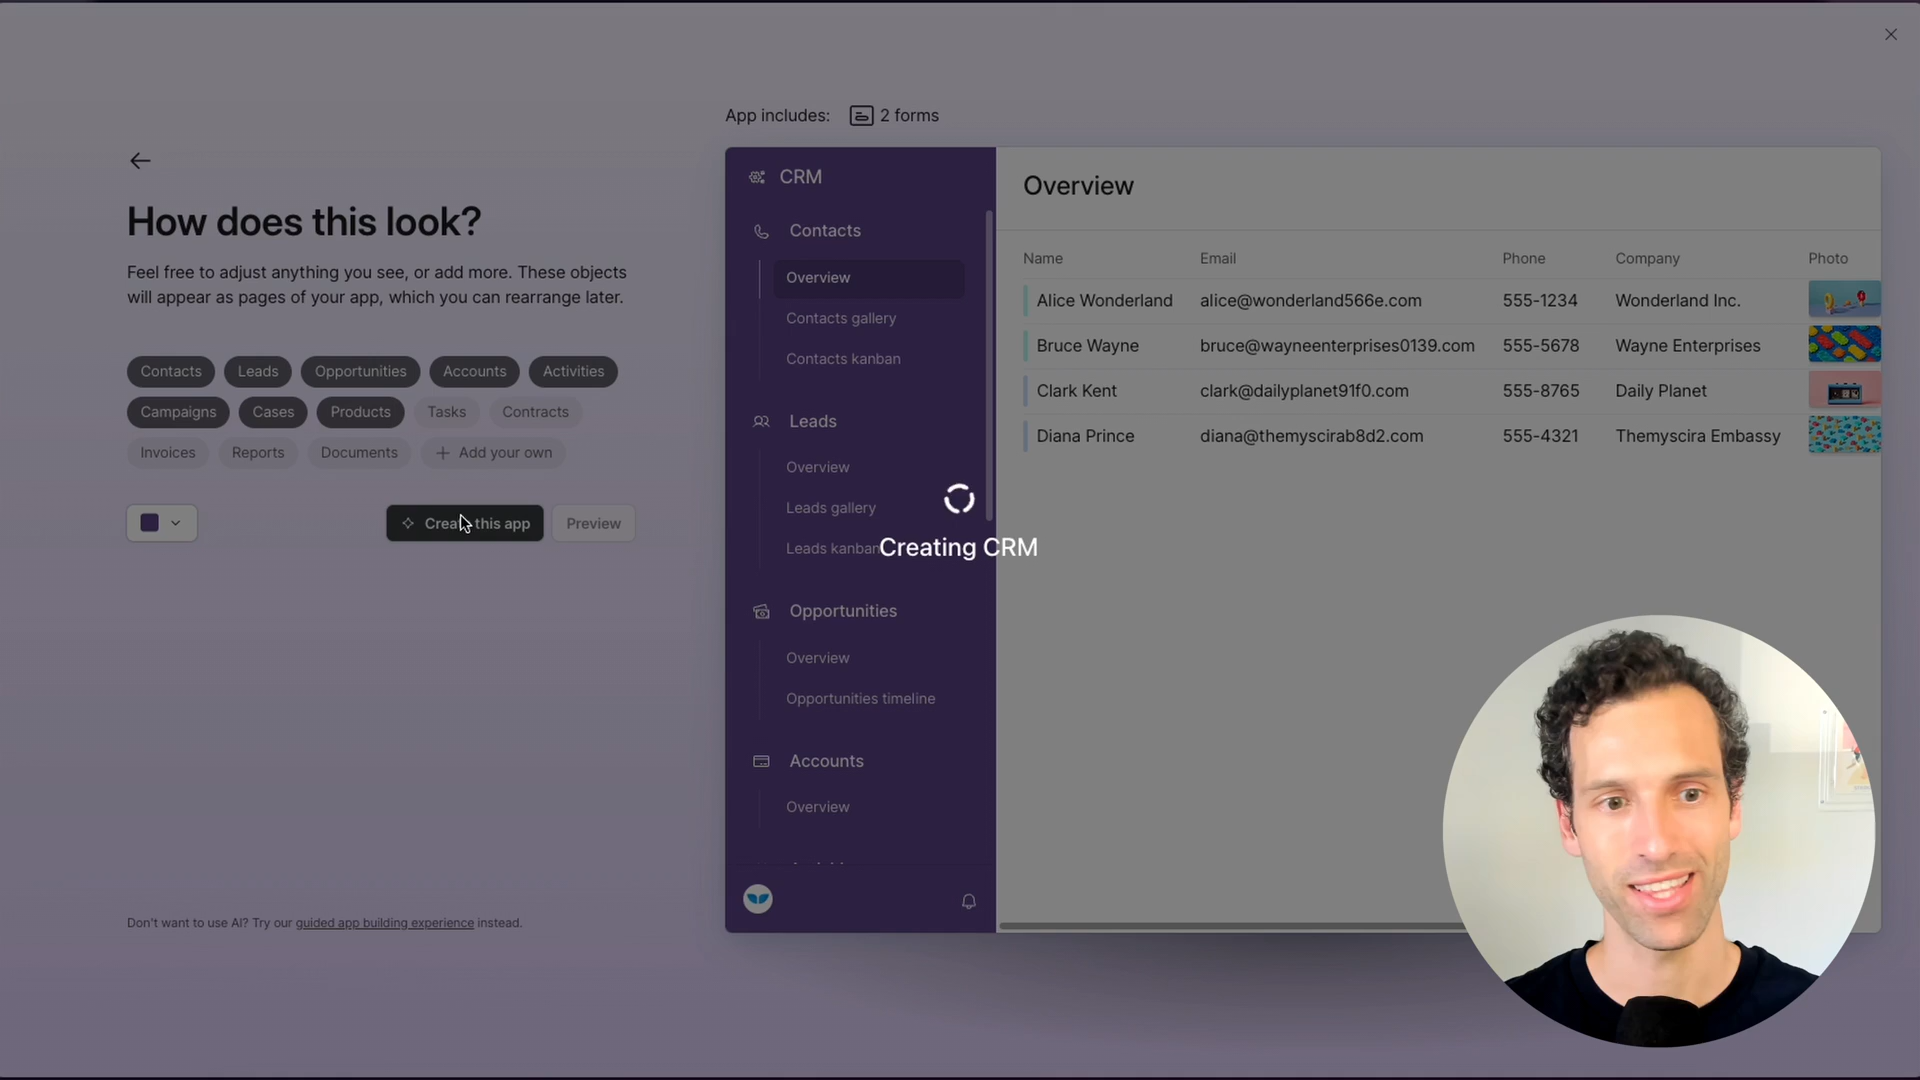 App includes: 2 forms
How does this look?
Feel free to adjust anything you see, or add more. These objects
will appear as pages of your app, which you can rearrange later.
Contacts Leads Opportunities Accounts Activities
Campaigns Cases Products Tasks Contracts
Invoices Reports Documents + Add your own
Create this app Preview
Don't want to use AI? Try our guided app building experience instead.
CRM
Contacts
Overview
Contacts gallery
Contacts kanban
Leads
Overview
Leads gallery
Leads kanban
Opportunities
Overview
Opportunities timeline
Accounts
Overview
Creating CRM
Overview
Name Email Phone Company Photo
Alice Wonderland alice@wonderland566e.com 555-1234 Wonderland Inc.
Bruce Wayne bruce@wayneenterprises0139.com 555-5678 Wayne Enterprises
Clark Kent clark@dailyplanet91f0.com 555-8765 Daily Planet
Diana Prince diana@themyscirab8d2.com 555-4321 Themyscira Embassy